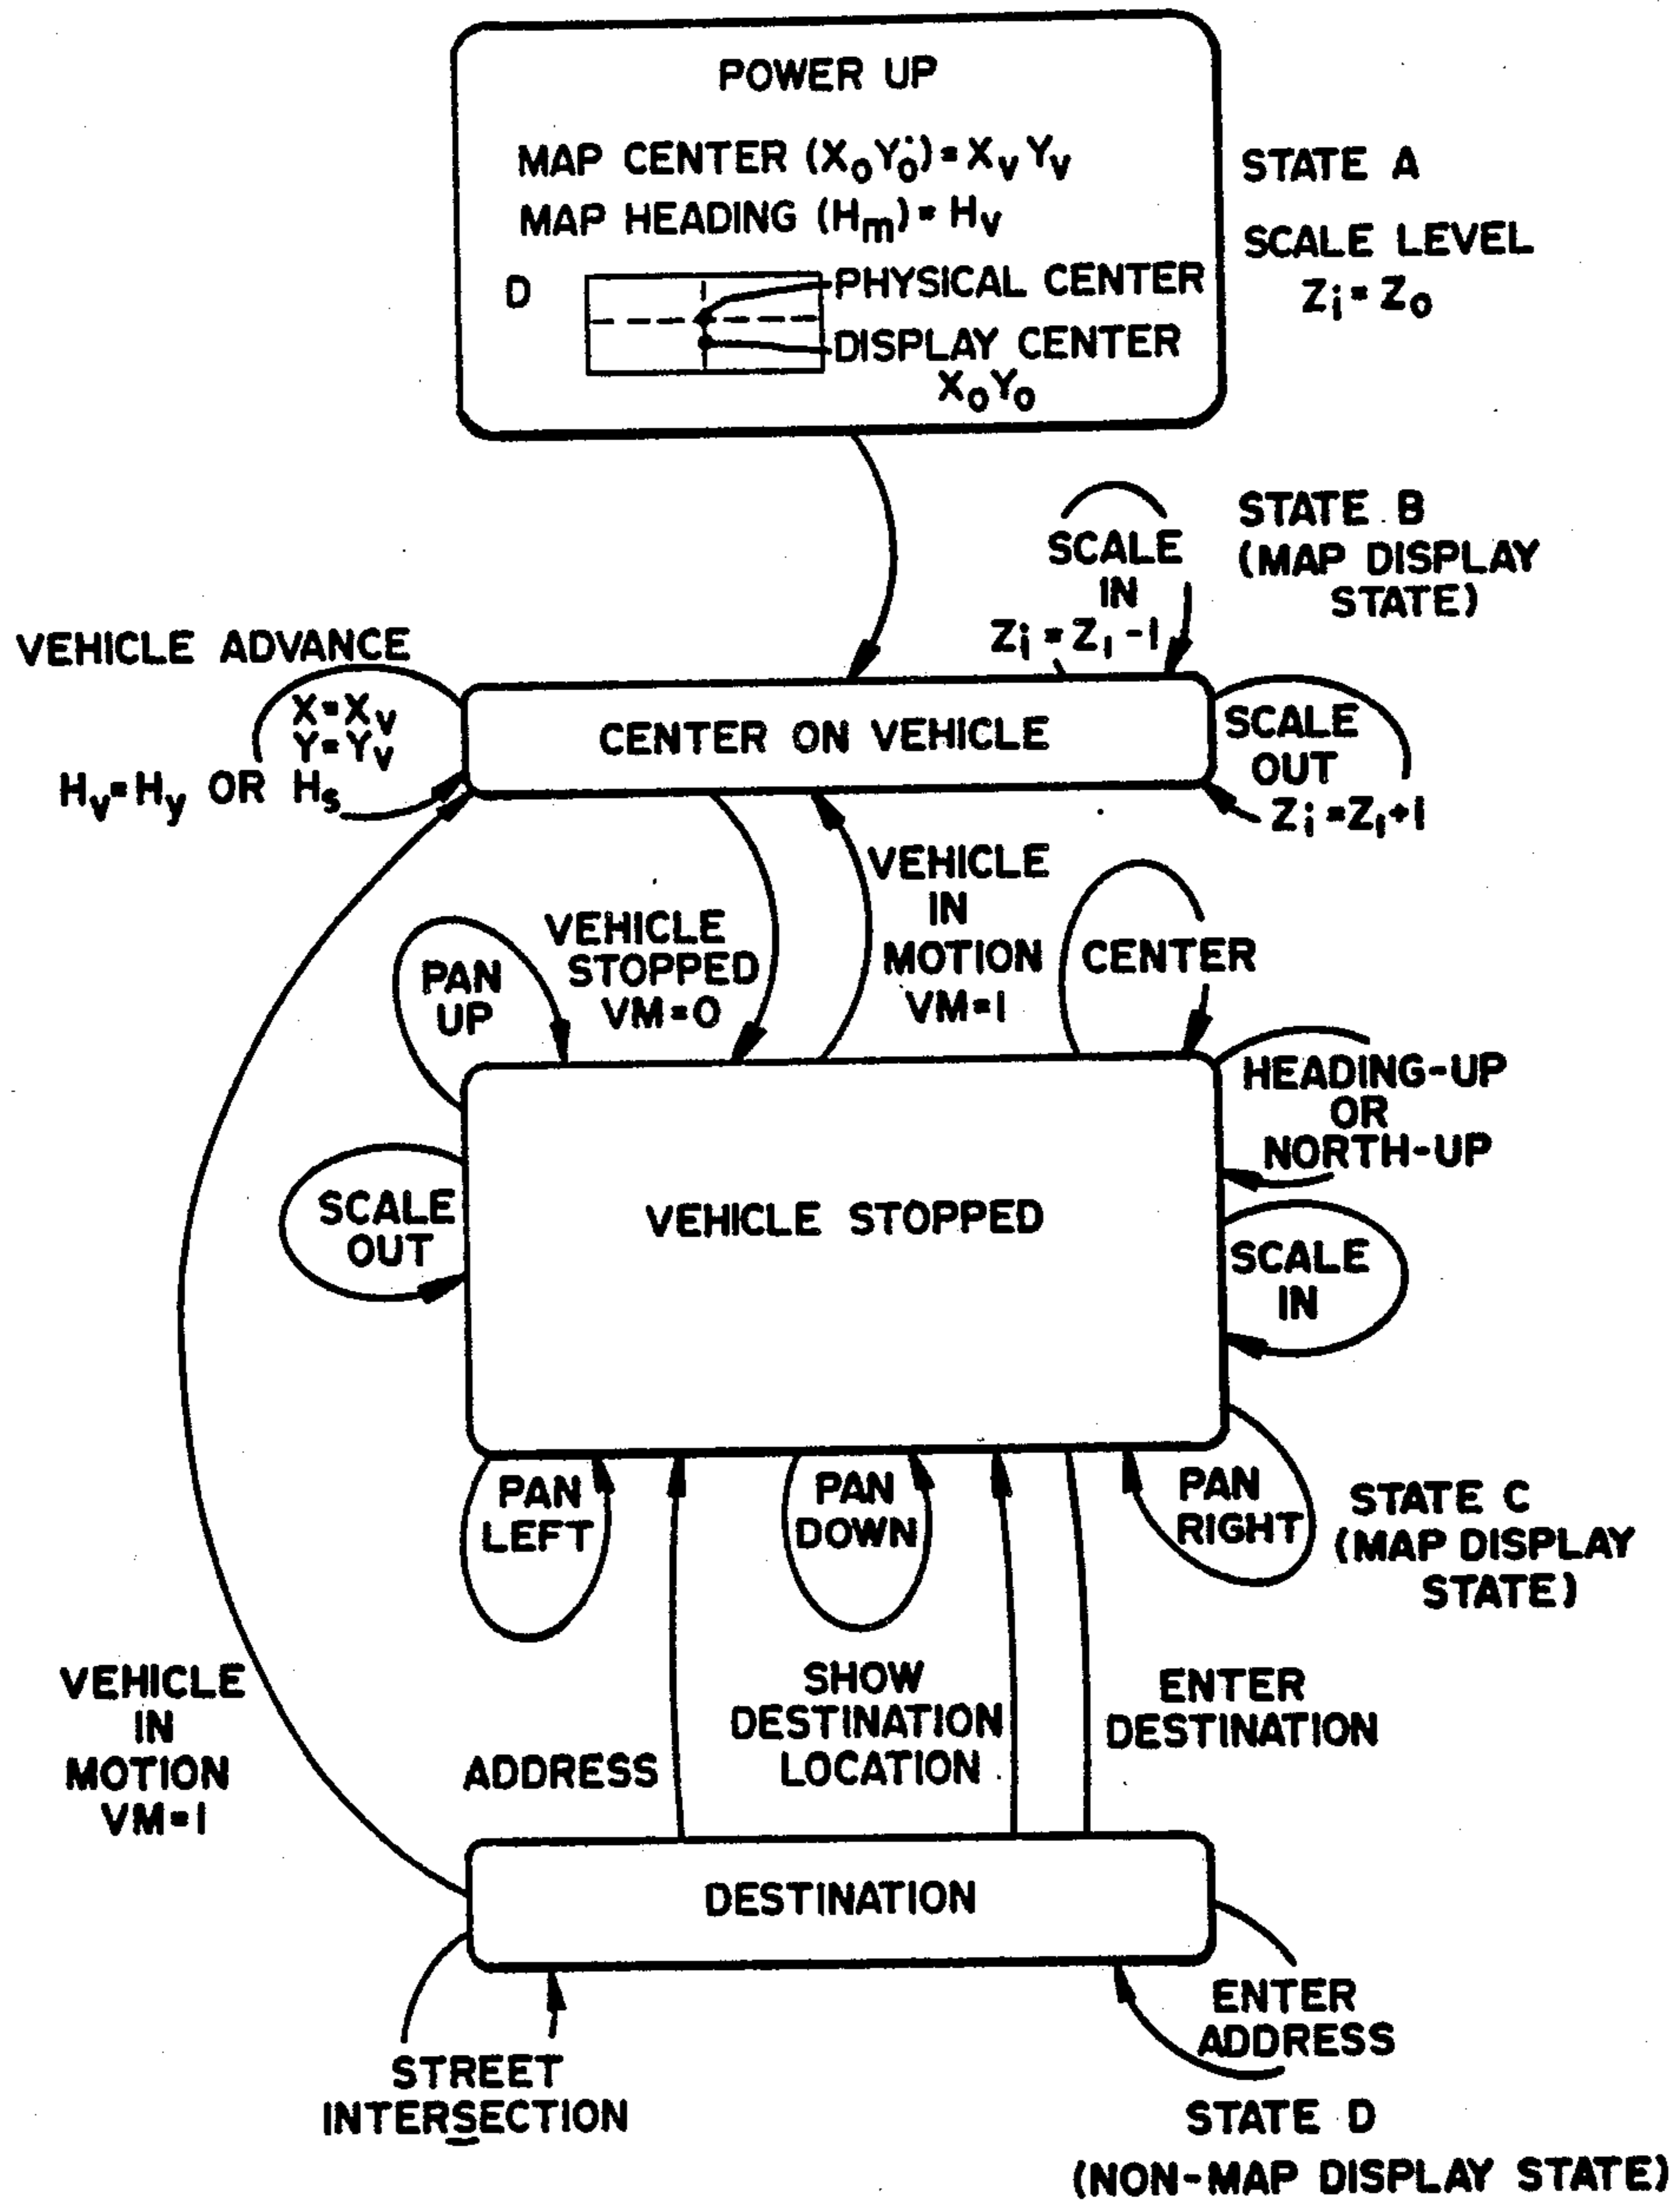 POWER UP
MAP CENTER (X₀Y₀) = Xᵥ Yᵥ
MAP HEADING (Hₘ) = Hᵥ
D
PHYSICAL CENTER
DISPLAY CENTER
X₀Y₀
STATE A
SCALE LEVEL
Zᵢ = Z₀
STATE B
(MAP DISPLAY
STATE)
SCALE
IN
Zᵢ = Z₁ -1
VEHICLE ADVANCE
X=Xᵥ
Y=Yᵥ
Hᵥ=Hy OR Hₛ
CENTER ON VEHICLE
SCALE
OUT
Zᵢ =Z₁+1
VEHICLE
STOPPED
VM=0
VEHICLE
IN
MOTION
VM=1
CENTER
PAN
UP
HEADING-UP
OR
NORTH-UP
SCALE
OUT
VEHICLE STOPPED
SCALE
IN
PAN
LEFT
PAN
DOWN
PAN
RIGHT
STATE C
(MAP DISPLAY
STATE)
VEHICLE
IN
MOTION
VM=1
ADDRESS
SHOW
DESTINATION
LOCATION
ENTER
DESTINATION
DESTINATION
STREET
INTERSECTION
ENTER
ADDRESS
STATE D
(NON-MAP DISPLAY STATE)